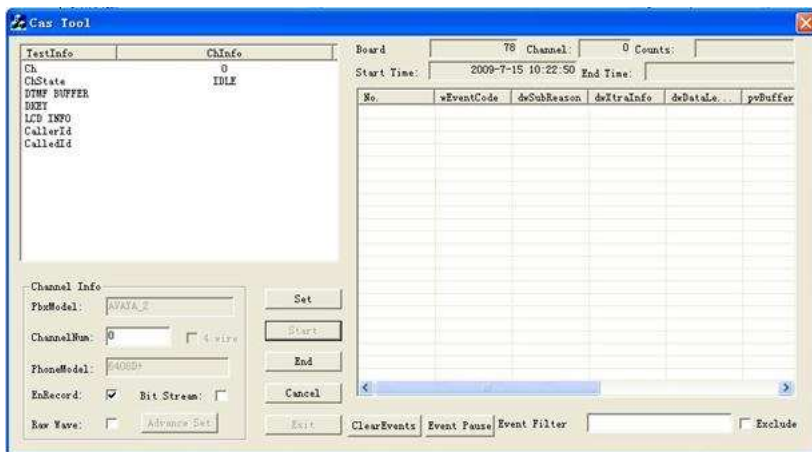 Cas Tool
TestInfo ChInfo
Ch 0
ChState IDLE
DTMF BUFFER
DKEY
LCD INFO
CallerId
CalledId
Board 78 Channel: 0 Counts:
Start Time: 2009-7-15 10:22:50 End Time:
No. wEventCode dwSubReason dwXtraInfo dwDataLe... pvBuffer
Channel Info
PbxModel: AVAYA_2
ChannelNum: 0 4 wire
PhoneModel: 6408D+
EnRecord: Bit Stream:
Raw Wave: Advance Set
Set
Start
End
Cancel
Exit
ClearEvents Event Pause Event Filter Exclude